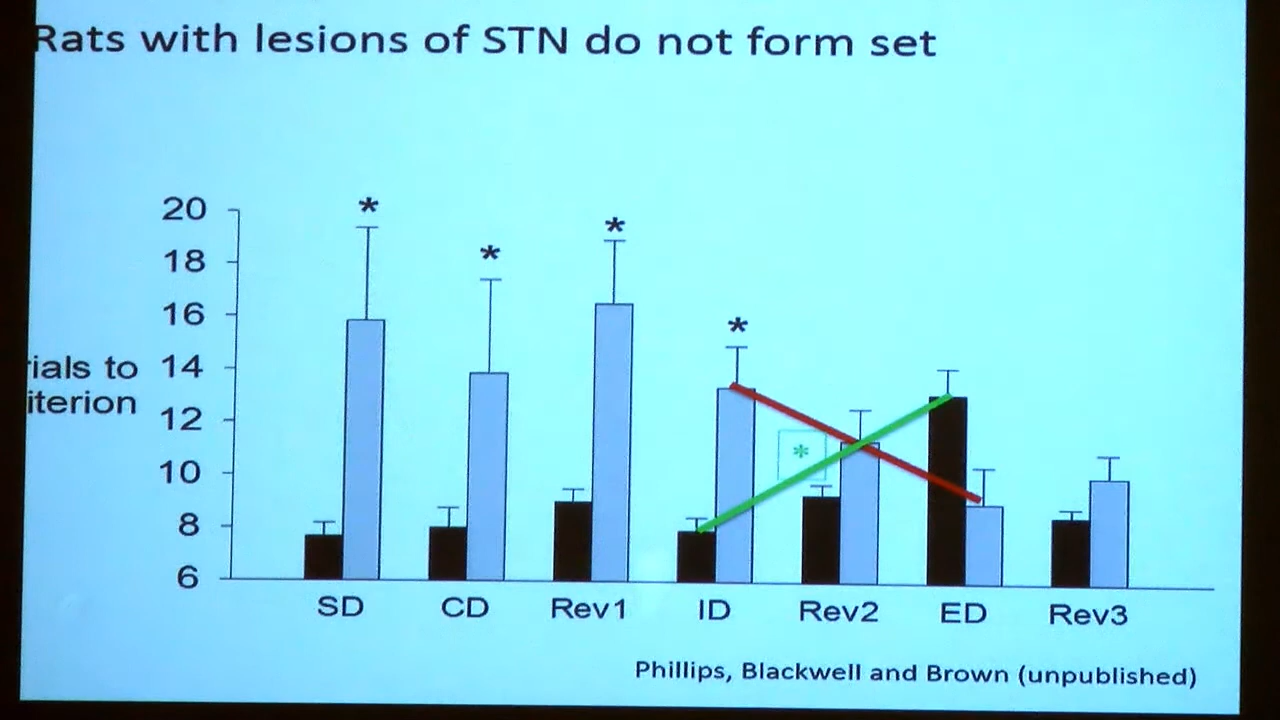 Rats with lesions of STN do not form set
20
18
16
14
12
10
8
6
rials to
iterion
*
*
*
*
*
SD CD Rev1 ID Rev2 ED Rev3
Phillips, Blackwell and Brown (unpublished)